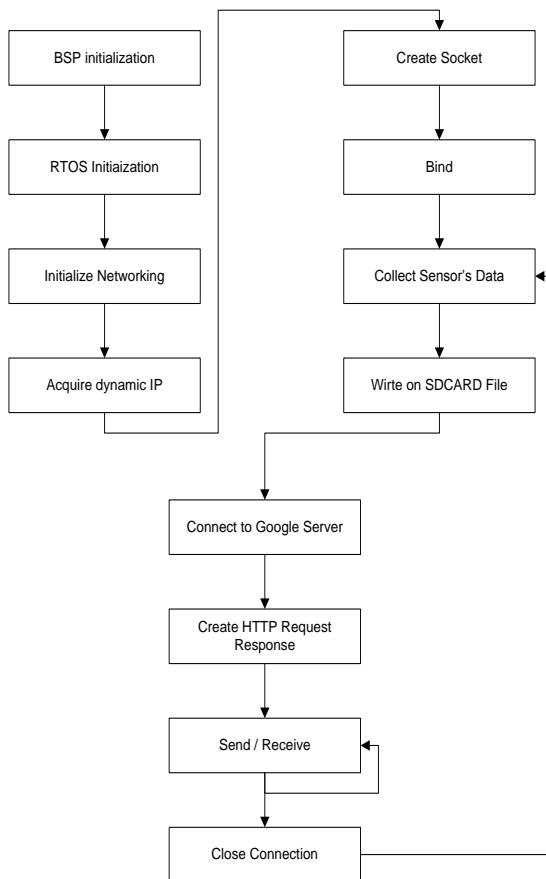 BSP initialization
RTOS Initiaization
Initialize Networking
Acquire dynamic IP
Create Socket
Bind
Collect Sensor's Data
Wirte on SDCARD File
Connect to Google Server
Create HTTP Request
Response
Send / Receive
Close Connection